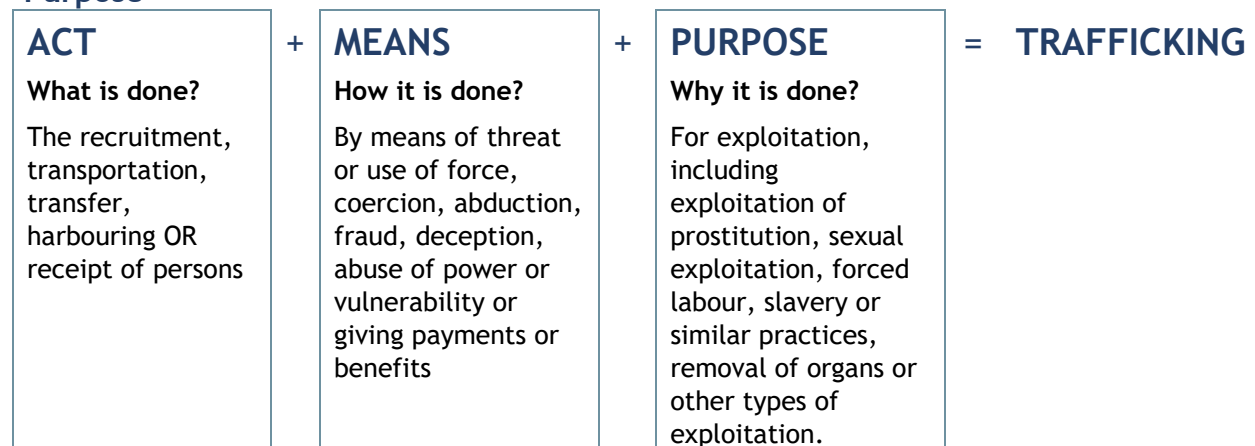 Purpose
ACT + MEANS + PURPOSE = TRAFFICKING
What is done?
The recruitment,
transportation,
transfer,
harbouring OR
receipt of persons
How it is done?
By means of threat
or use of force,
coercion, abduction,
fraud, deception,
abuse of power or
vulnerability or
giving payments or
benefits
Why it is done?
For exploitation,
including
exploitation of
prostitution, sexual
exploitation, forced
labour, slavery or
similar practices,
removal of organs or
other types of
exploitation.